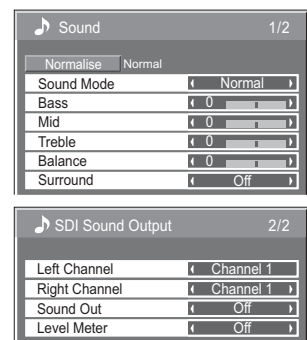 Sound 1/2
Normalise Normal
Sound Mode Normal
Bass 0
Mid 0
Treble 0
Balance 0
Surround Off
SDI Sound Output 2/2
Left Channel Channel 1
Right Channel Channel 1
Sound Out Off
Level Meter Off